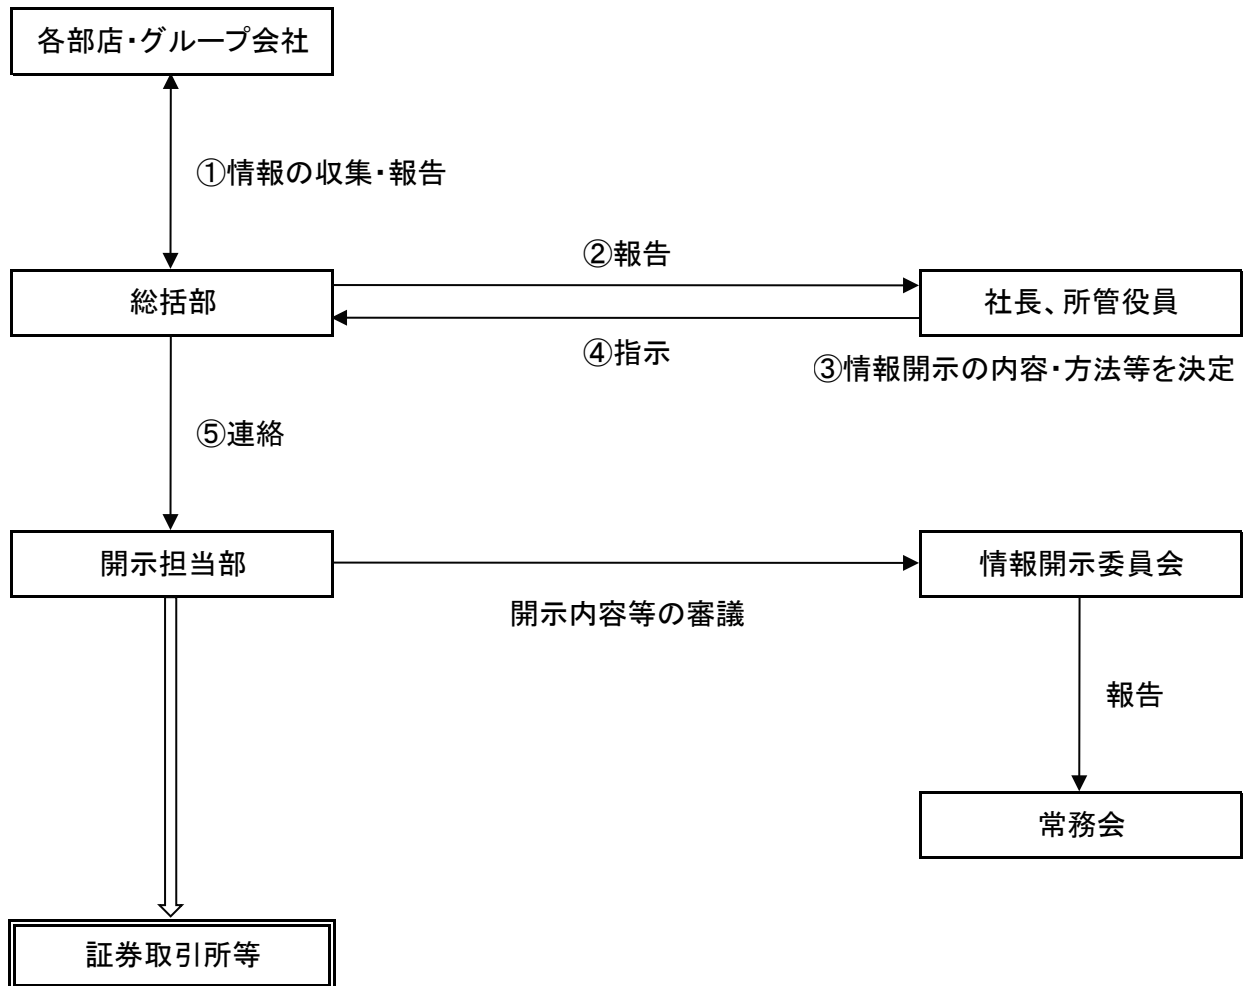 各部店・グループ会社
①情報の収集・報告
②報告
総括部
社長、所管役員
④指示
③情報開示の内容・方法等を決定
⑤連絡
開示担当部
情報開示委員会
開示内容等の審議
報告
常務会
証券取引所等